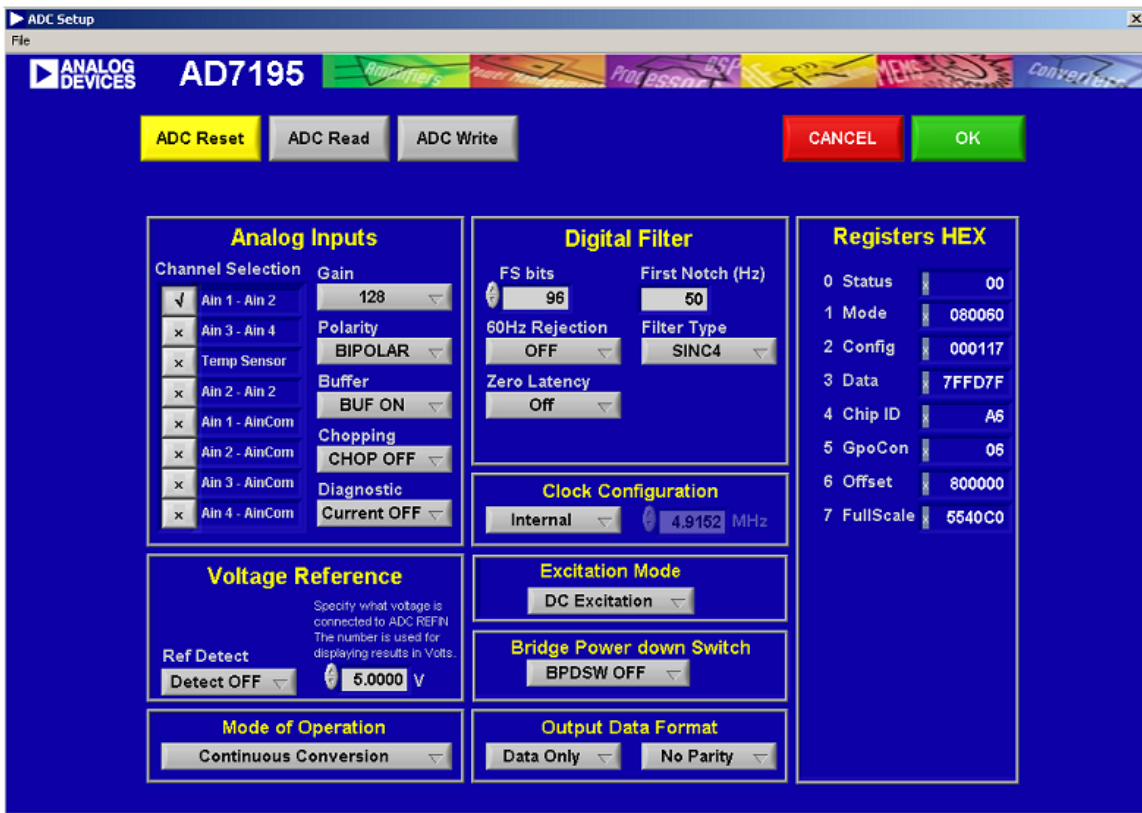 ADC Setup
File
ANALOG DEVICES
AD7195
Amplifiers
Power Management
Processors
DSP
MEMS
Converters
ADC Reset
ADC Read
ADC Write
CANCEL
OK
Analog Inputs
Channel Selection
Ain 1 - Ain 2
Ain 3 - Ain 4
Temp Sensor
Ain 2 - Ain 2
Ain 1 - AinCom
Ain 2 - AinCom
Ain 3 - AinCom
Ain 4 - AinCom
Gain
128
Polarity
BIPOLAR
Buffer
BUF ON
Chopping
CHOP OFF
Diagnostic
Current OFF
Voltage Reference
Specify what voltage is
connected to ADC REFIN
The number is used for
displaying results in Volts.
Ref Detect
Detect OFF
5.0000 V
Mode of Operation
Continuous Conversion
Digital Filter
FS bits
96
First Notch (Hz)
50
60Hz Rejection
OFF
Filter Type
SINC4
Zero Latency
Off
Clock Configuration
Internal
4.9152 MHz
Excitation Mode
DC Excitation
Bridge Power down Switch
BPDSW OFF
Output Data Format
Data Only
No Parity
Registers HEX
0 Status x 00
1 Mode x 080060
2 Config x 000117
3 Data x 7FFD7F
4 Chip ID x A6
5 GpoCon x 06
6 Offset x 800000
7 FullScale x 5540C0